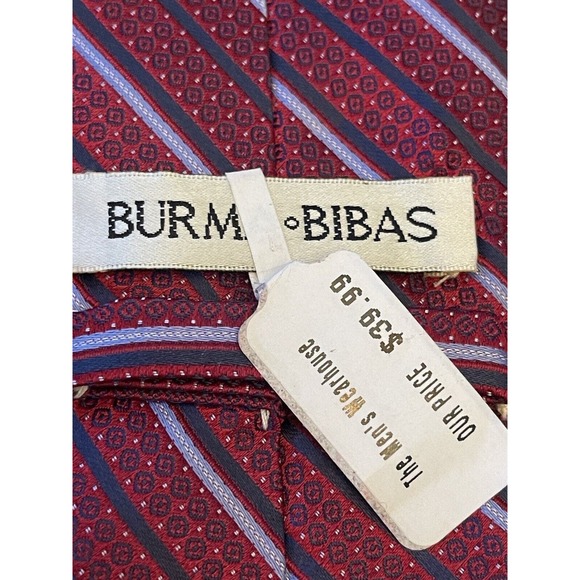 BURM ∘BIBAS
The Men's Wearhouse
OUR PRICE
$39.99